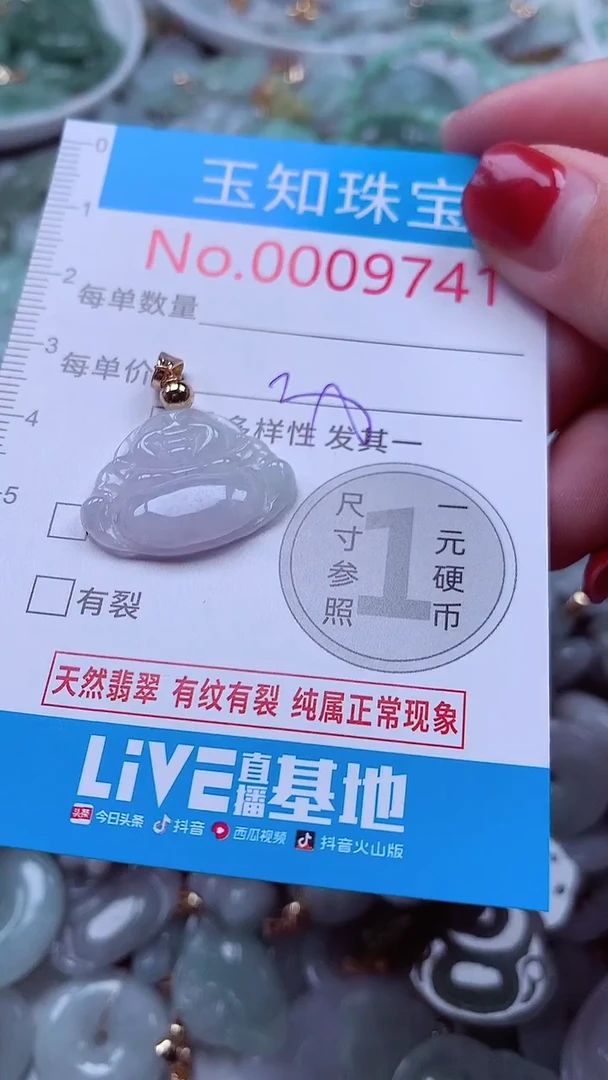 0
1
2
3
4
5
玉知珠宝
No.0009741
每单数量
每单价
多样性 发其一
有裂
尺寸参照
1
一元硬币
天然翡翠 有纹有裂 纯属正常现象
LiVE直播基地
头条 今日头条 抖音 西瓜视频 抖音火山版